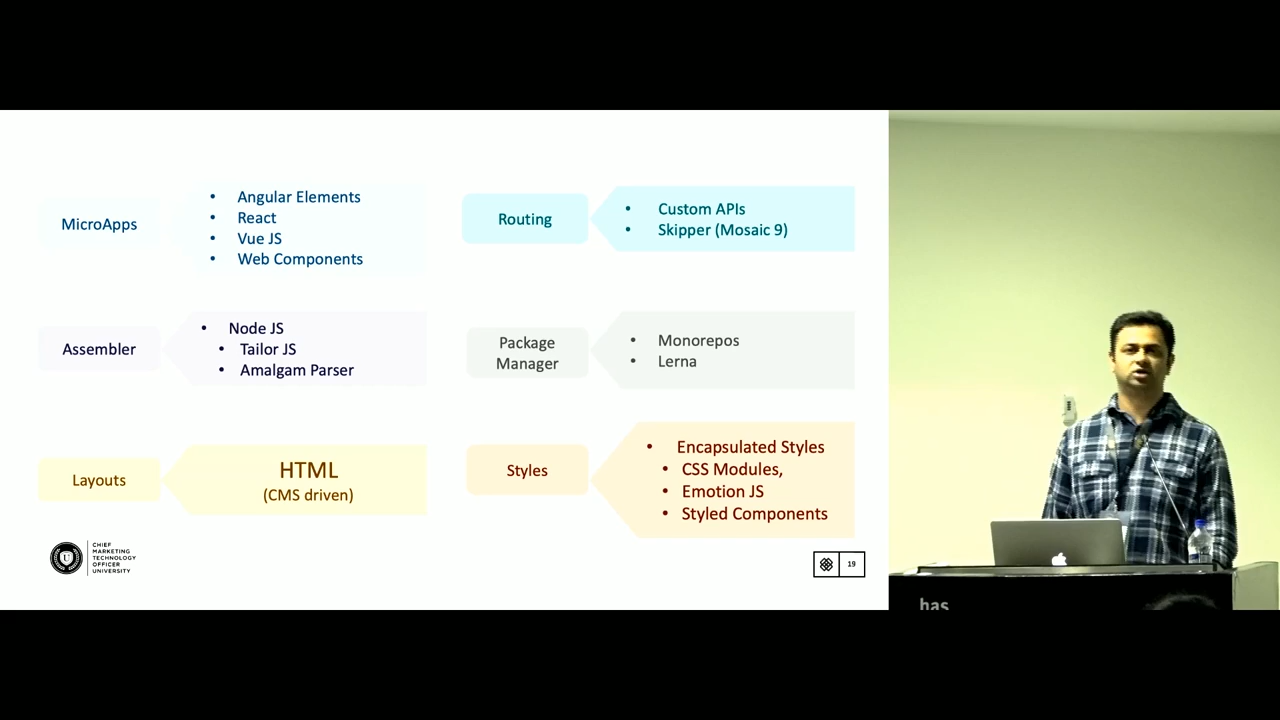 MicroApps
• Angular Elements
• React
• Vue JS
• Web Components
Routing
• Custom APIs
• Skipper (Mosaic 9)
Assembler
• Node JS
• Tailor JS
• Amalgam Parser
Package
Manager
• Monorepos
• Lerna
Layouts
HTML
(CMS driven)
Styles
• Encapsulated Styles
• CSS Modules,
• Emotion JS
• Styled Components
U
CHIEF
MARKETING
TECHNOLOGY
OFFICER
UNIVERSITY
19
has